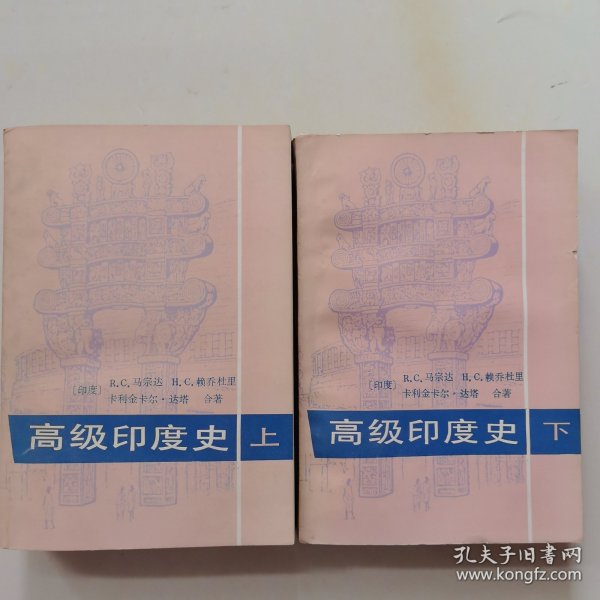 [印度] R.C.马宗达 H.C.赖乔杜里
卡利金卡尔·达塔 合著
高级印度史 上
[印度] R.C.马宗达 H.C.赖乔杜里
卡利金卡尔·达塔 合著
高级印度史 下
孔夫子旧书网
www.kongfz.com